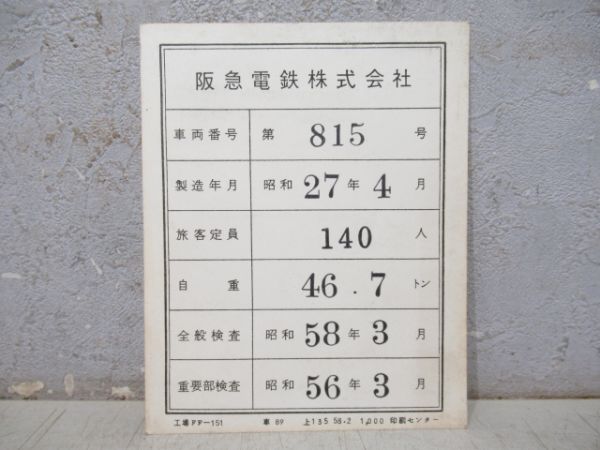 阪急電鉄株式会社
車両番号 第 815 号
製造年月 昭和 27 年 4 月
旅客定員 140 人
自重 46.7 トン
全般検査 昭和 58 年 3 月
重要部検査 昭和 56 年 3 月
工場FF-151 車 89 上135 58・2 1,000 印刷センター